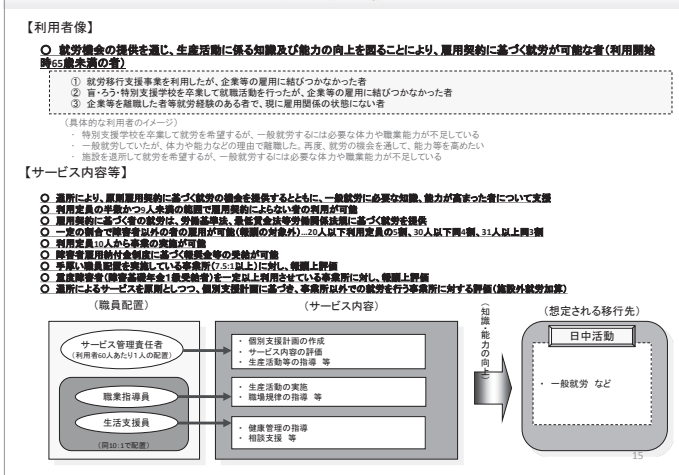 【利用者像】
〇 就労機会の提供を通じ、生産活動に係る知識及び能力の向上を図ることにより、雇用契約に基づく就労が可能な者(利用開始
時65歳未満の者)
① 就労移行支援事業を利用したが、企業等の雇用に結びつかなかった者
② 盲・ろう・特別支援学校を卒業して就職活動を行ったが、企業等の雇用に結びつかなかった者
③ 企業等を離職した者等就労経験のある者で、現に雇用関係の状態にない者
(具体的な利用者のイメージ)
・ 特別支援学校を卒業して就労を希望するが、一般就労するには必要な体力や職業能力が不足している
・ 一般就労していたが、体力や能力などの理由で離職した。再度、就労の機会を通して、能力等を高めたい
・ 施設を退所して就労を希望するが、一般就労するには必要な体力や職業能力が不足している
【サービス内容等】
〇 通所により、原則雇用契約に基づく就労の機会を提供するとともに、一般就労に必要な知識、能力が高まった者について支援
〇 利用定員の半数かつ9人未満の範囲で雇用契約によらない者の利用が可能
〇 雇用契約に基づく者の就労は、労働基準法、最低賃金法等労働関係法規に基づく就労を提供
〇 一定の割合で障害者以外の者の雇用が可能(報酬の対象外)…20人以下利用定員の5割、30人以下同4割、31人以上同3割
〇 利用定員10人から事業の実施が可能
〇 障害者雇用納付金制度に基づく報奨金等の受給が可能
〇 手厚い職員配置を実施している事業所(7.5:1以上)に対し、報酬上評価
〇 重度障害者(障害基礎年金1級受給者)を一定以上利用させている事業所に対し、報酬上評価
〇 通所によるサービスを原則としつつ、個別支援計画に基づき、事業所以外での就労を行う事業所に対する評価(施設外就労加算)
(職員配置)
(サービス内容)
(知識・能力の向上)
(想定される移行先)
サービス管理責任者
(利用者60人あたり1人の配置)
職業指導員
生活支援員
(同10:1で配置)
・ 個別支援計画の作成
・ サービス内容の評価
・ 生産活動等の指導 等
・ 生産活動の実施
・ 職場規律の指導 等
・ 健康管理の指導
・ 相談支援 等
日中活動
・ 一般就労 など
15